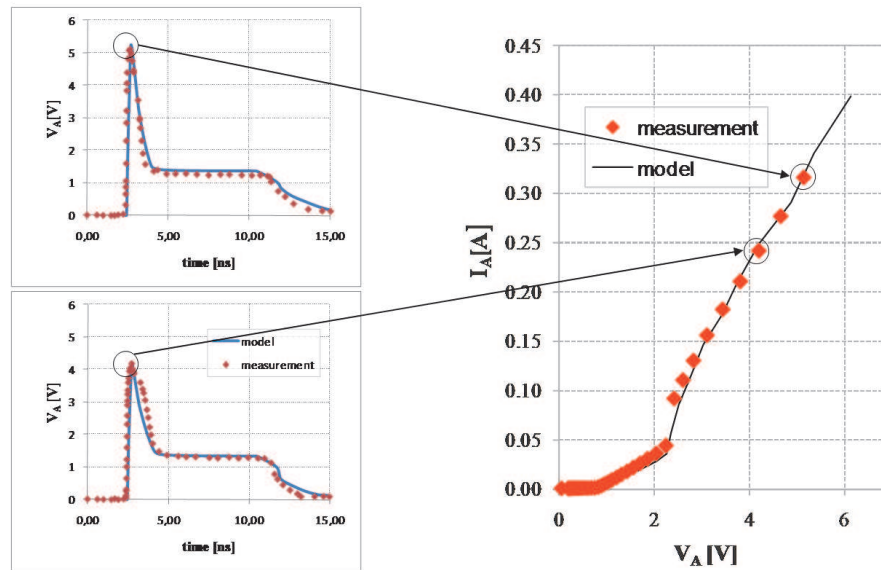 6
5
4
3
2
1
0
V_A[V]
0,00 5,00 10,00 15,00
time [ns]
6
5
4
3
2
1
0
V_A[V]
model
measurement
0,00 5,00 10,00 15,00
time [ns]
0.45
0.40
0.35
0.30
0.25
0.20
0.15
0.10
0.05
0.00
I_A[A]
measurement
model
0 2 4 6
V_A[V]